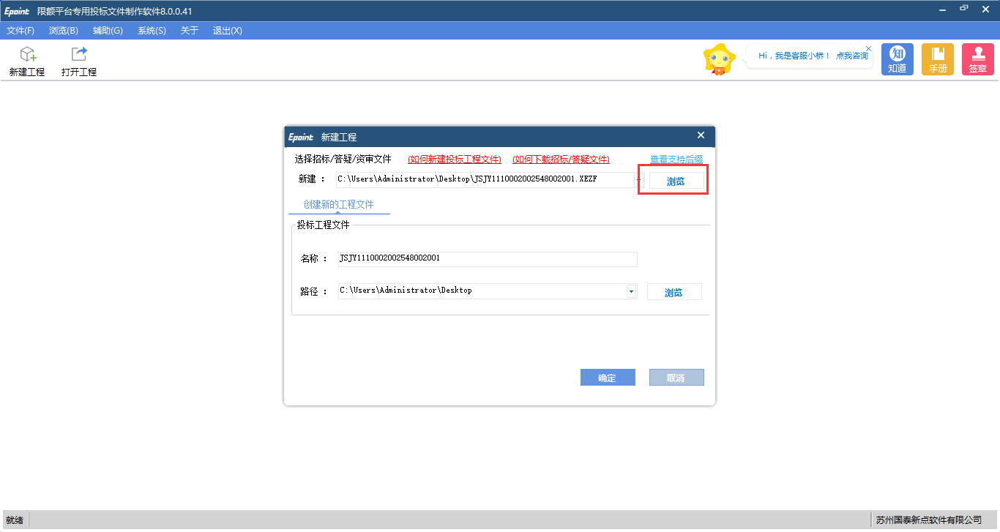 Epoint 限额平台专用投标文件制作软件8.0.0.41
文件(F) 浏览(B) 辅助(G) 系统(S) 关于 退出(X)
新建工程 打开工程
Hi，我是客服小桥！ 点我咨询
知
知道 手册 签章
Epoint 新建工程
选择招标/答疑/资审文件 (如何新建投标工程文件) (如何下载招标/答疑文件) 查看支持后缀
新建 ： C:\Users\Administrator\Desktop\JSJY1110002002548002001.XEZF 浏览
创建新的工程文件
投标工程文件
名称 ： JSJY1110002002548002001
路径 ： C:\Users\Administrator\Desktop 浏览
确定 取消
就绪 苏州国泰新点软件有限公司